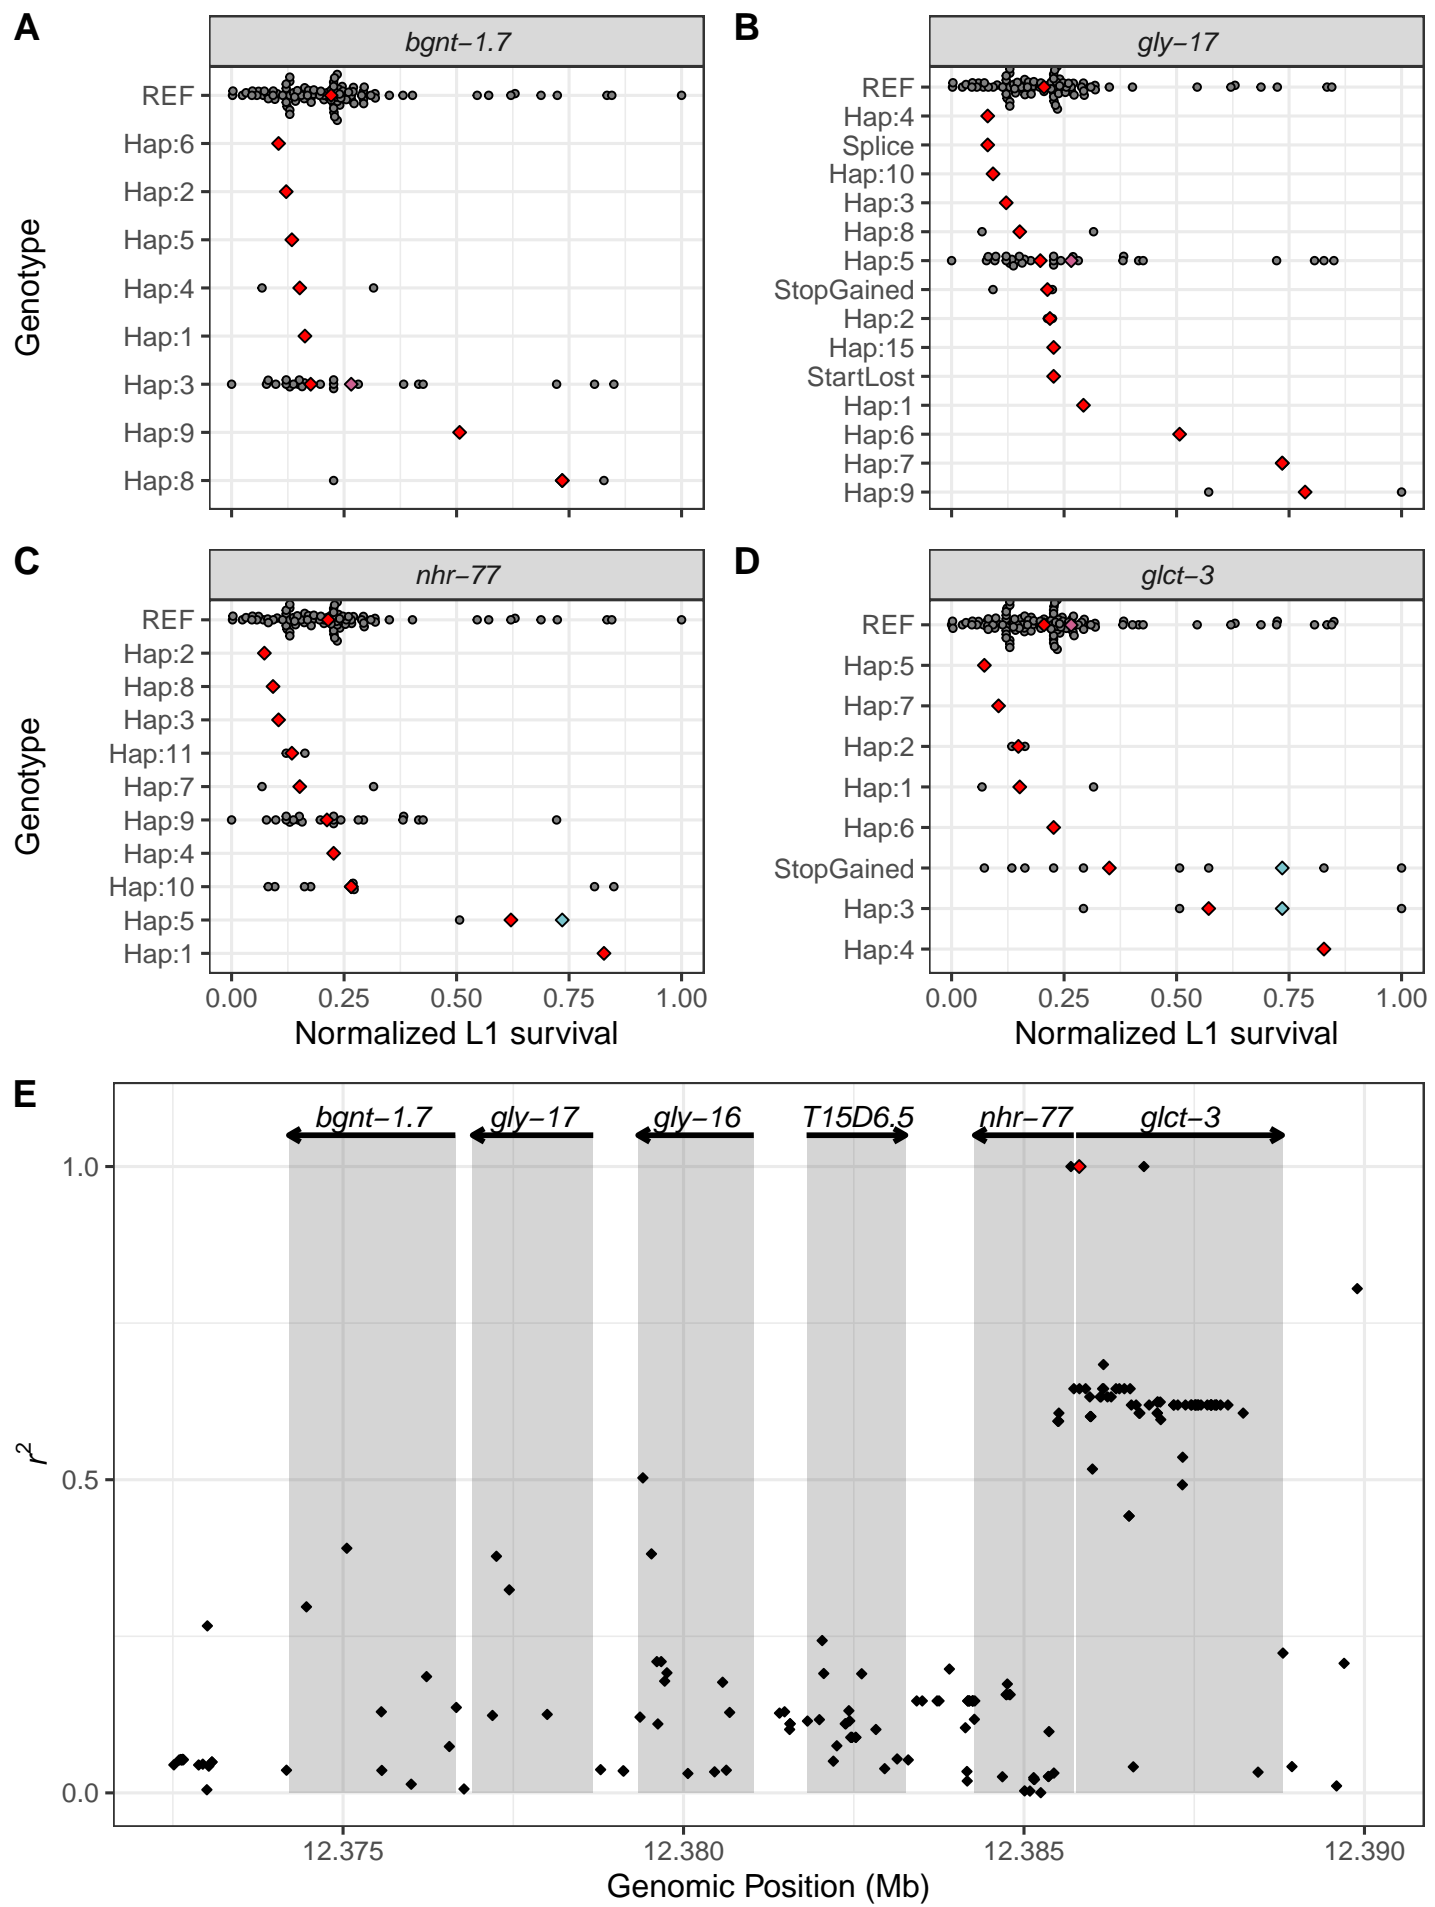 A
bgnt−1.7
Genotype
REF
Hap:6
Hap:2
Hap:5
Hap:4
Hap:1
Hap:3
Hap:9
Hap:8
B
gly−17
REF
Hap:4
Splice
Hap:10
Hap:3
Hap:8
Hap:5
StopGained
Hap:2
Hap:15
StartLost
Hap:1
Hap:6
Hap:7
Hap:9
C
nhr−77
Genotype
REF
Hap:2
Hap:8
Hap:3
Hap:11
Hap:7
Hap:9
Hap:4
Hap:10
Hap:5
Hap:1
0.00 0.25 0.50 0.75 1.00
Normalized L1 survival
D
glct−3
REF
Hap:5
Hap:7
Hap:2
Hap:1
Hap:6
StopGained
Hap:3
Hap:4
0.00 0.25 0.50 0.75 1.00
Normalized L1 survival
E
bgnt−1.7 gly−17 gly−16 T15D6.5 nhr−77 glct−3
r²
1.0
0.5
0.0
12.375 12.380 12.385 12.390
Genomic Position (Mb)